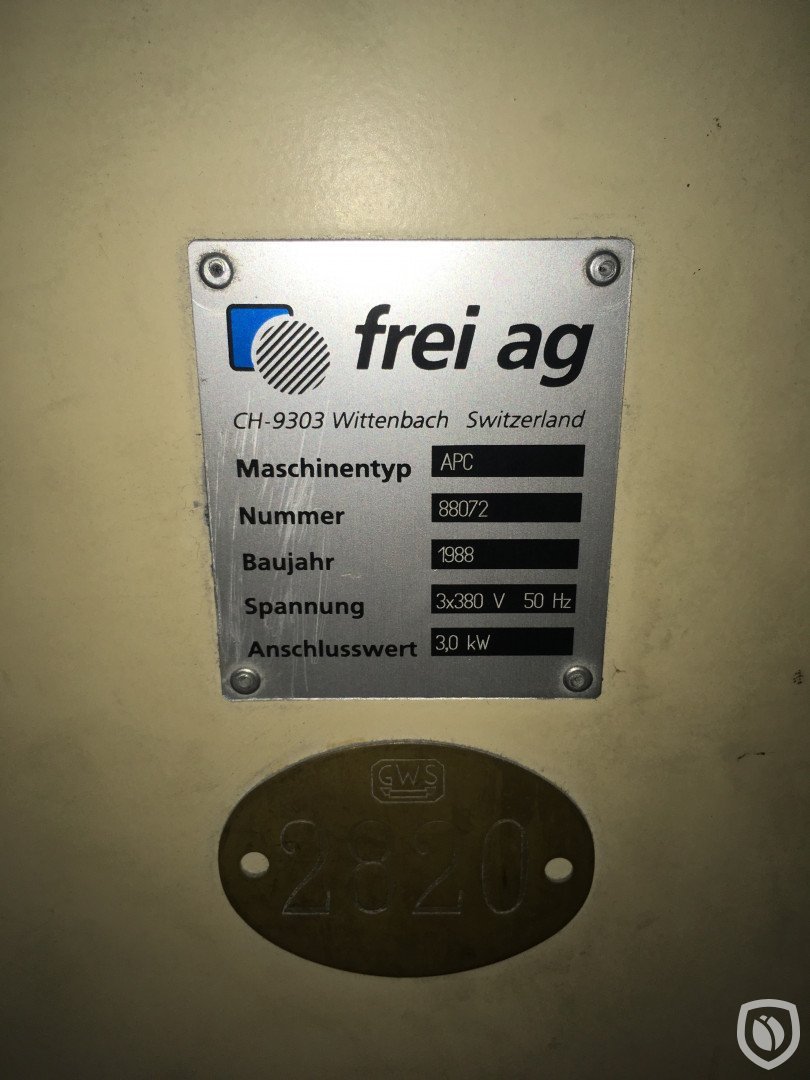 frei ag
CH-9303 Wittenbach Switzerland
Maschinentyp APC
Nummer 88072
Baujahr 1988
Spannung 3x380 V 50 Hz
Anschlusswert 3,0 kW
GWS
2820